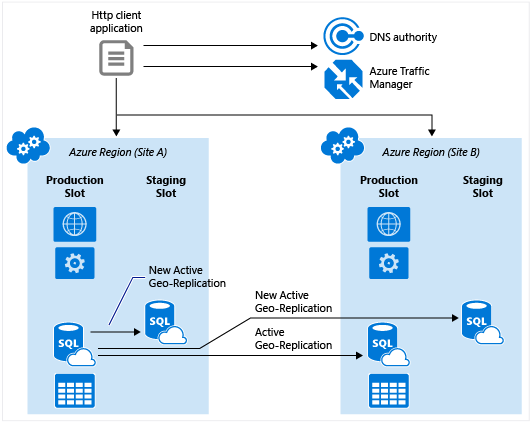 Http client
application
DNS authority
Azure Traffic
Manager
Azure Region (Site A)
Production
Slot
Staging
Slot
New Active
Geo-Replication
SQL
SQL
Azure Region (Site B)
Production
Slot
Staging
Slot
New Active
Geo-Replication
Active
Geo-Replication
SQL
SQL